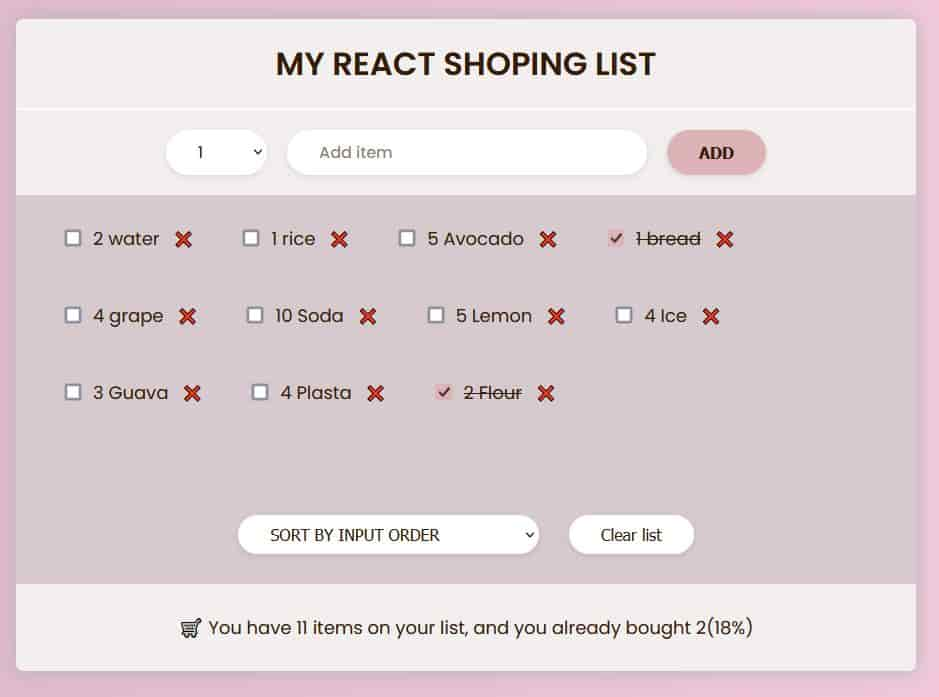 MY REACT SHOPING LIST
1 Add item ADD
2 water 1 rice 5 Avocado 1 bread
4 grape 10 Soda 5 Lemon 4 Ice
3 Guava 4 Plasta 2 Flour
SORT BY INPUT ORDER Clear list
You have 11 items on your list, and you already bought 2(18%)